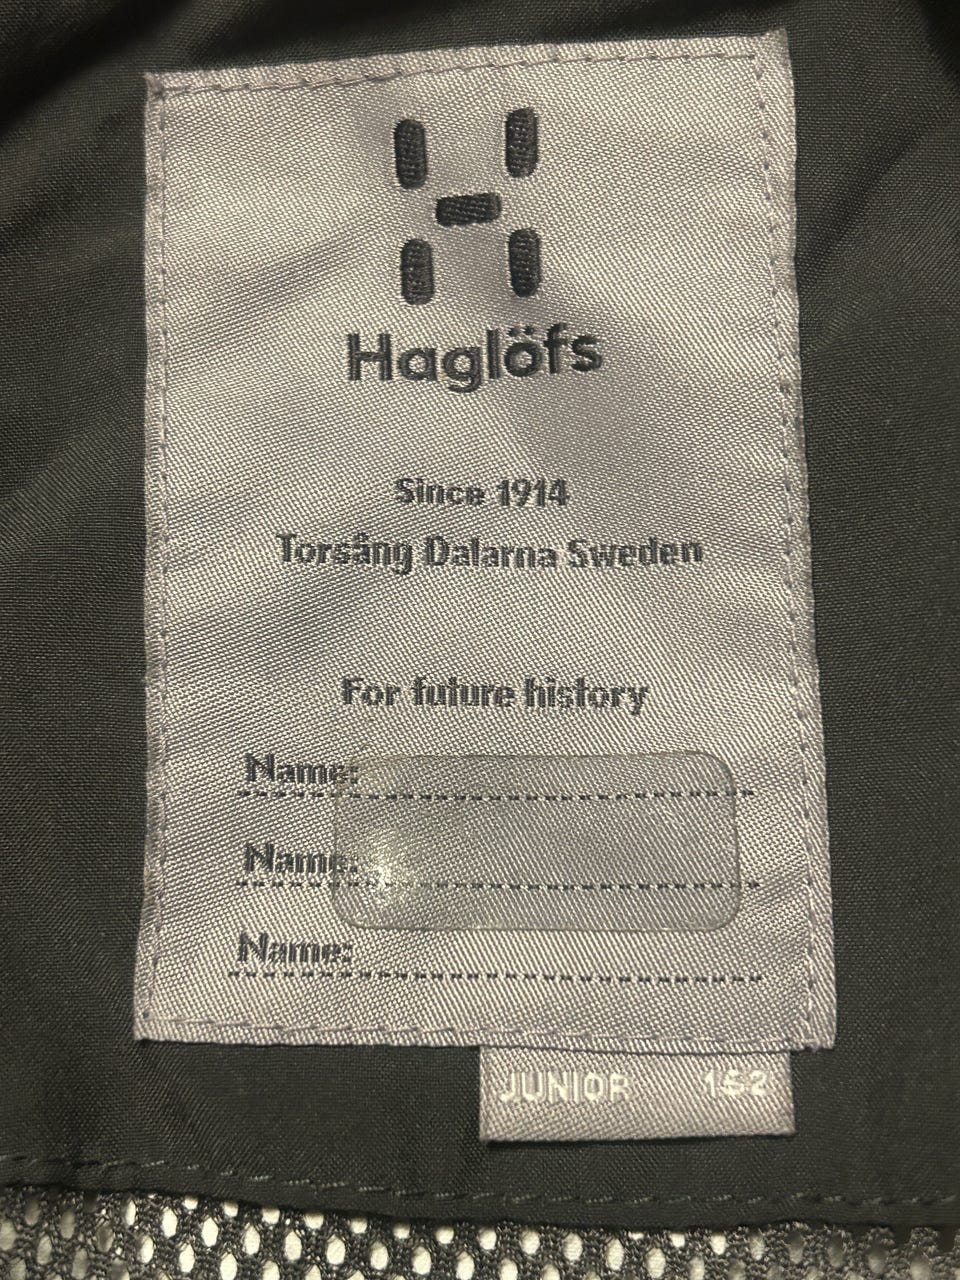 Haglöfs
Since 1914
Torsång Dalarna Sweden
For future history
Name:
Name:
Name:
JUNIOR 152